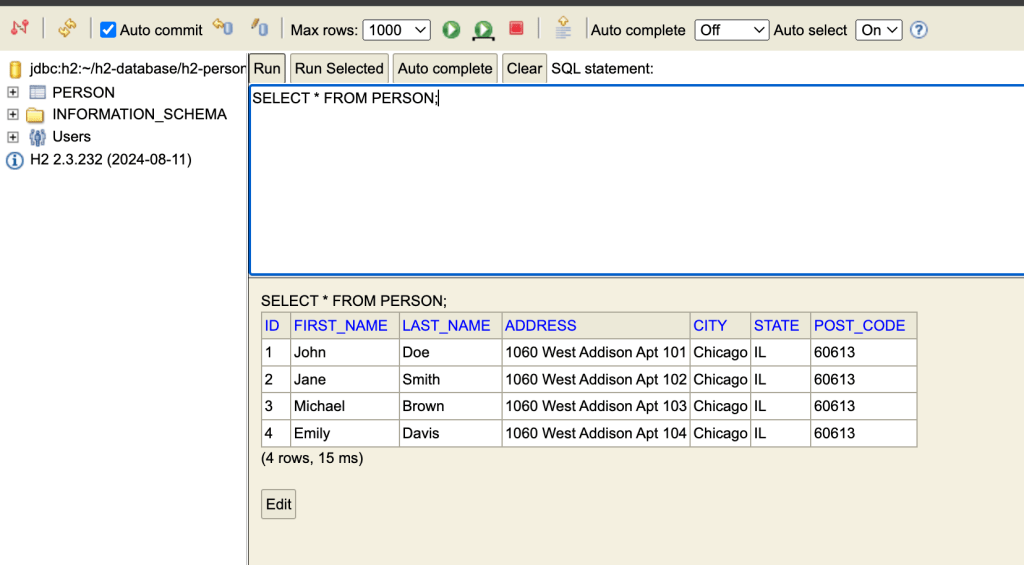 Auto commit Max rows: 1000 Auto complete Off Auto select On ?
jdbc:h2:~/h2-database/h2-person
PERSON
INFORMATION_SCHEMA
Users
H2 2.3.232 (2024-08-11)
Run Run Selected Auto complete Clear SQL statement:
SELECT * FROM PERSON;
SELECT * FROM PERSON;
ID FIRST_NAME LAST_NAME ADDRESS CITY STATE POST_CODE
1 John Doe 1060 West Addison Apt 101 Chicago IL 60613
2 Jane Smith 1060 West Addison Apt 102 Chicago IL 60613
3 Michael Brown 1060 West Addison Apt 103 Chicago IL 60613
4 Emily Davis 1060 West Addison Apt 104 Chicago IL 60613
(4 rows, 15 ms)
Edit